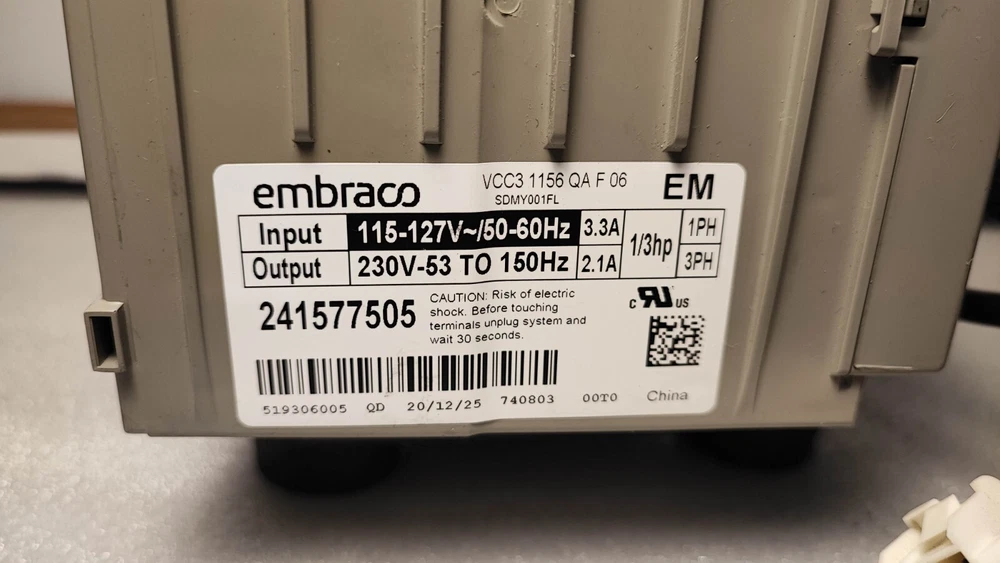 embraco VCC3 1156 QA F 06 EM
SDMY001FL
Input 115-127V~/50-60Hz 3.3A 1/3hp 1PH
Output 230V-53 TO 150Hz 2.1A 3PH
241577505
CAUTION: Risk of electric
shock. Before touching
terminals unplug system and
wait 30 seconds.
c RU US
519306005 QD 20/12/25 740803 00T0 China